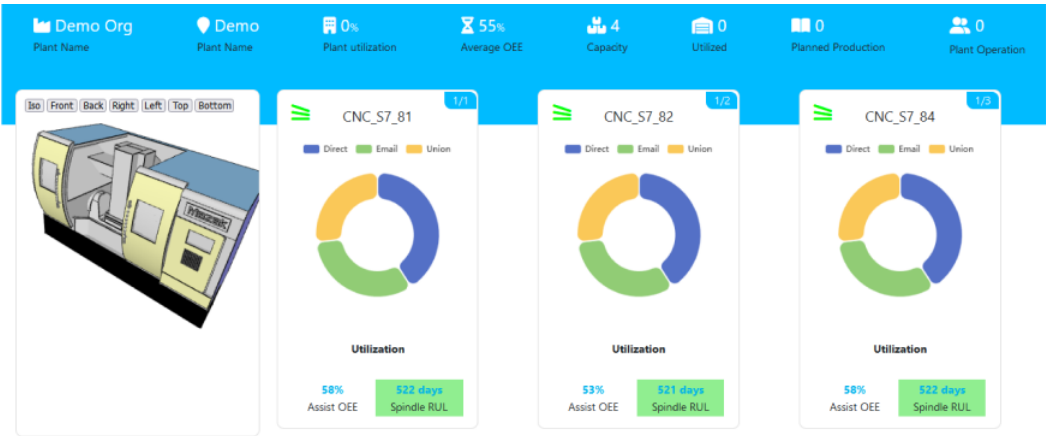 Demo Org
Plant Name
Demo
Plant Name
0%
Plant utilization
55%
Average OEE
4
Capacity
0
Utilized
0
Planned Production
0
Plant Operation
Iso Front Back Right Left Top Bottom
Mazak
1/1
CNC_S7_81
Direct Email Union
Utilization
58%
Assist OEE
522 days
Spindle RUL
1/2
CNC_S7_82
Direct Email Union
Utilization
53%
Assist OEE
521 days
Spindle RUL
1/3
CNC_S7_84
Direct Email Union
Utilization
58%
Assist OEE
522 days
Spindle RUL